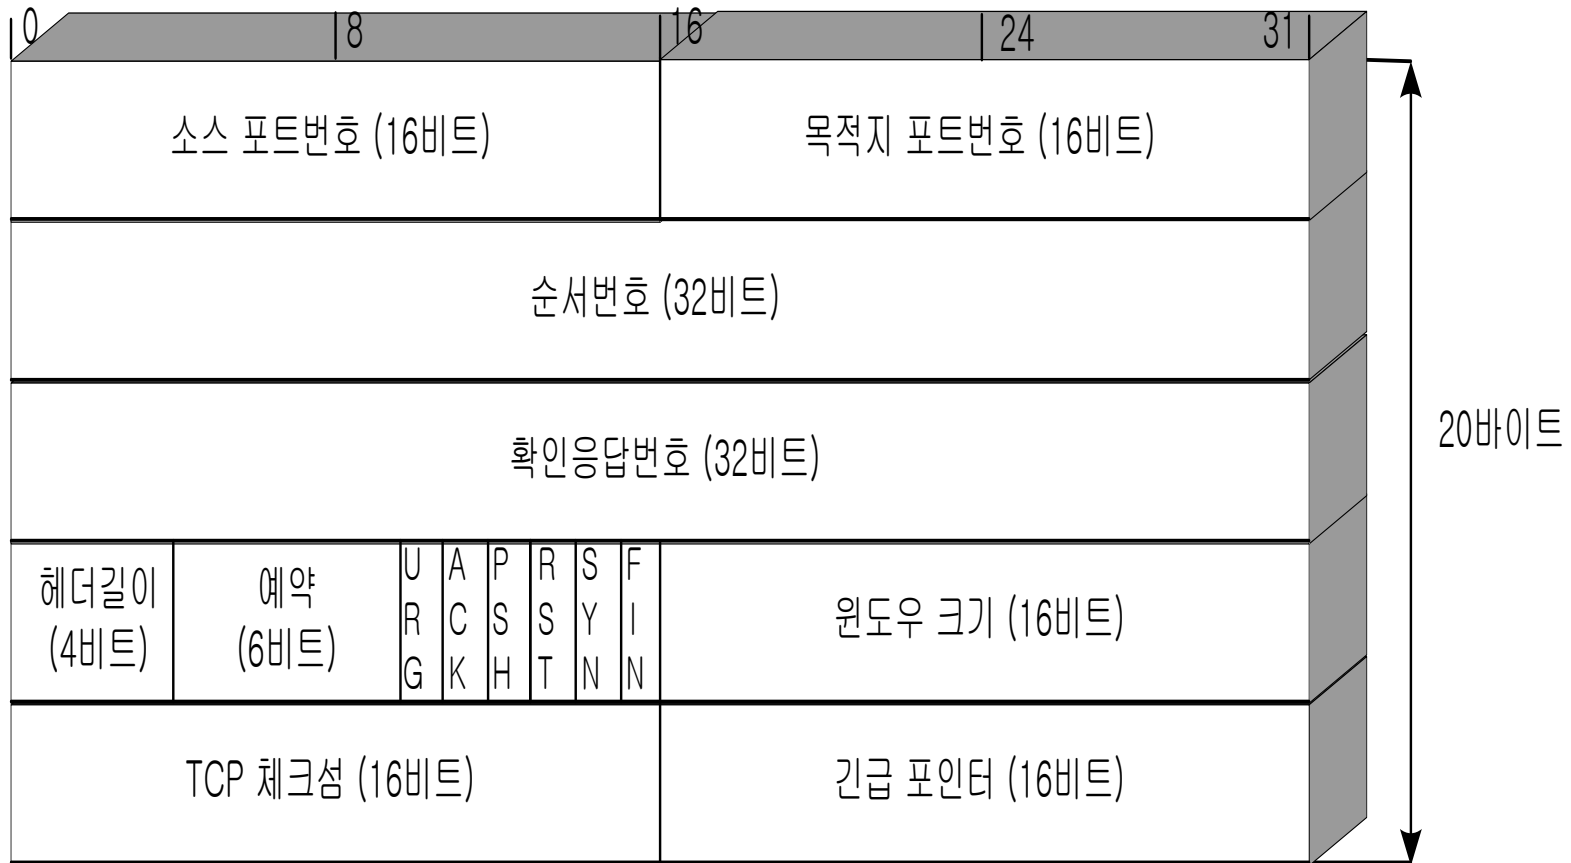 0 8 16 24 31
소스 포트번호 (16비트) 목적지 포트번호 (16비트)
순서번호 (32비트)
확인응답번호 (32비트)
20바이트
헤더길이
(4비트)
예약
(6비트)
URG
ACK
PSH
RST
SYN
FIN
윈도우 크기 (16비트)
TCP 체크섬 (16비트) 긴급 포인터 (16비트)